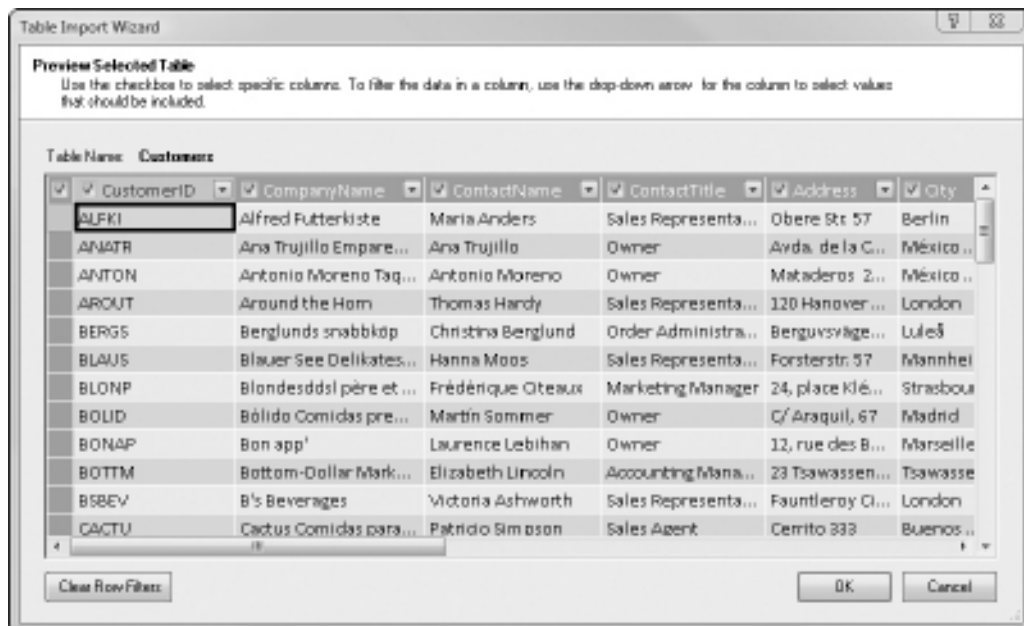 Table Import Wizard
Preview Selected Table
Use the checkbox to select specific columns. To filter the data in a column, use the drop-down arrow for the column to select values
that should be included.
Table Name: Customers
CustomerID CompanyName ContactName ContactTitle Address City
ALFKI Alfred Futterkiste Maria Anders Sales Representa... Obere Str. 57 Berlin
ANATR Ana Trujillo Empare... Ana Trujillo Owner Avda. de la C... México ...
ANTON Antonio Moreno Taq... Antonio Moreno Owner Mataderos 2... México ...
AROUT Around the Horn Thomas Hardy Sales Representa... 120 Hanover ... London
BERGS Berglunds snabbköp Christina Berglund Order Administra... Berguvsväge... Luleå
BLAUS Blauer See Delikates... Hanna Moos Sales Representa... Forsterstr. 57 Mannhei
BLONP Blondesddsl père et ... Frédérique Citeaux Marketing Manager 24, place Klé... Strasbour
BOLID Bólido Comidas pre... Martín Sommer Owner C/ Araquil, 67 Madrid
BONAP Bon app' Laurence Lebihan Owner 12, rue des B... Marseille
BOTTM Bottom-Dollar Mark... Elizabeth Lincoln Accounting Mana... 23 Tsawassen... Tsawasse
BSBEV B's Beverages Victoria Ashworth Sales Representa... Fauntleroy Ci... London
CACTU Cactus Comidas para... Patricio Simpson Sales Agent Cerrito 333 Buenos ...
Clear Row Filters OK Cancel